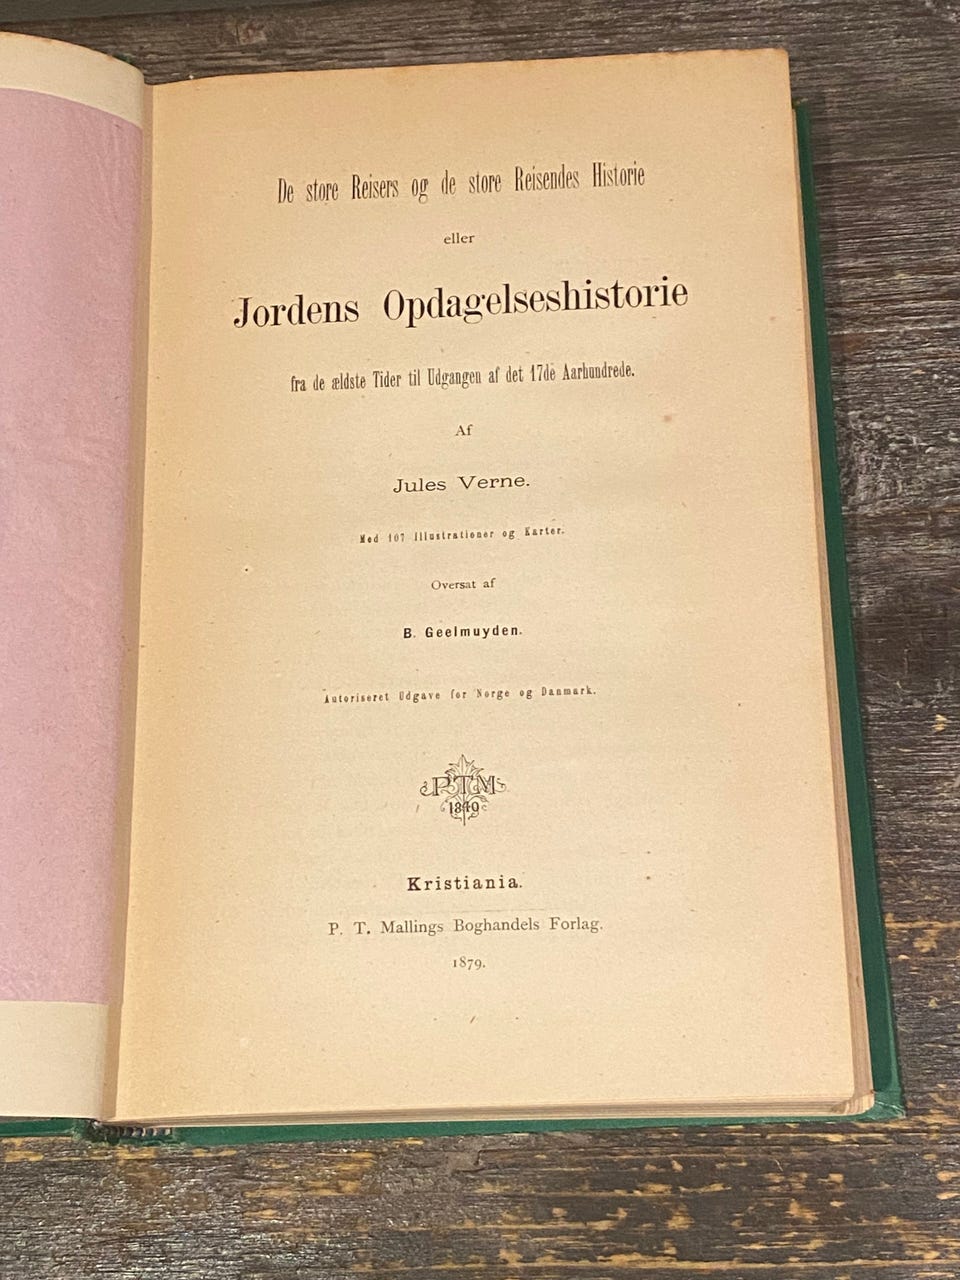 De store Reisers og de store Reisendes Historie
eller
Jordens Opdagelseshistorie
fra de ældste Tider til Udgangen af det 17de Aarhundrede.
Af
Jules Verne.
Med 107 Illustrationer og Karter.
Oversat af
B. Geelmuyden.
Autoriseret Udgave for Norge og Danmark.
PTM
1840
Kristiania.
P. T. Mallings Boghandels Forlag.
1879.